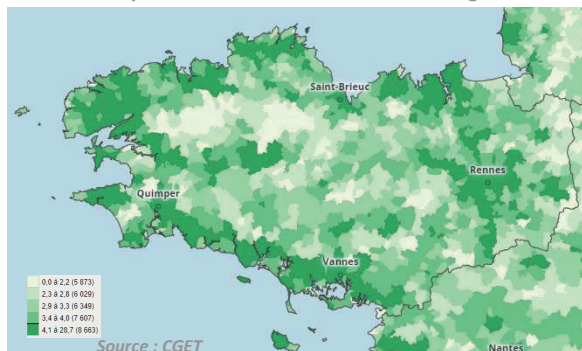 Saint-Brieuc
Rennes
Quimper
Vannes
0,0 à 2,2 (5 873)
2,3 à 2,8 (6 029)
2,9 à 3,3 (6 349)
3,4 à 4,0 (7 607)
4,1 à 28,7 (8 663)
Source : CGET
Nantes